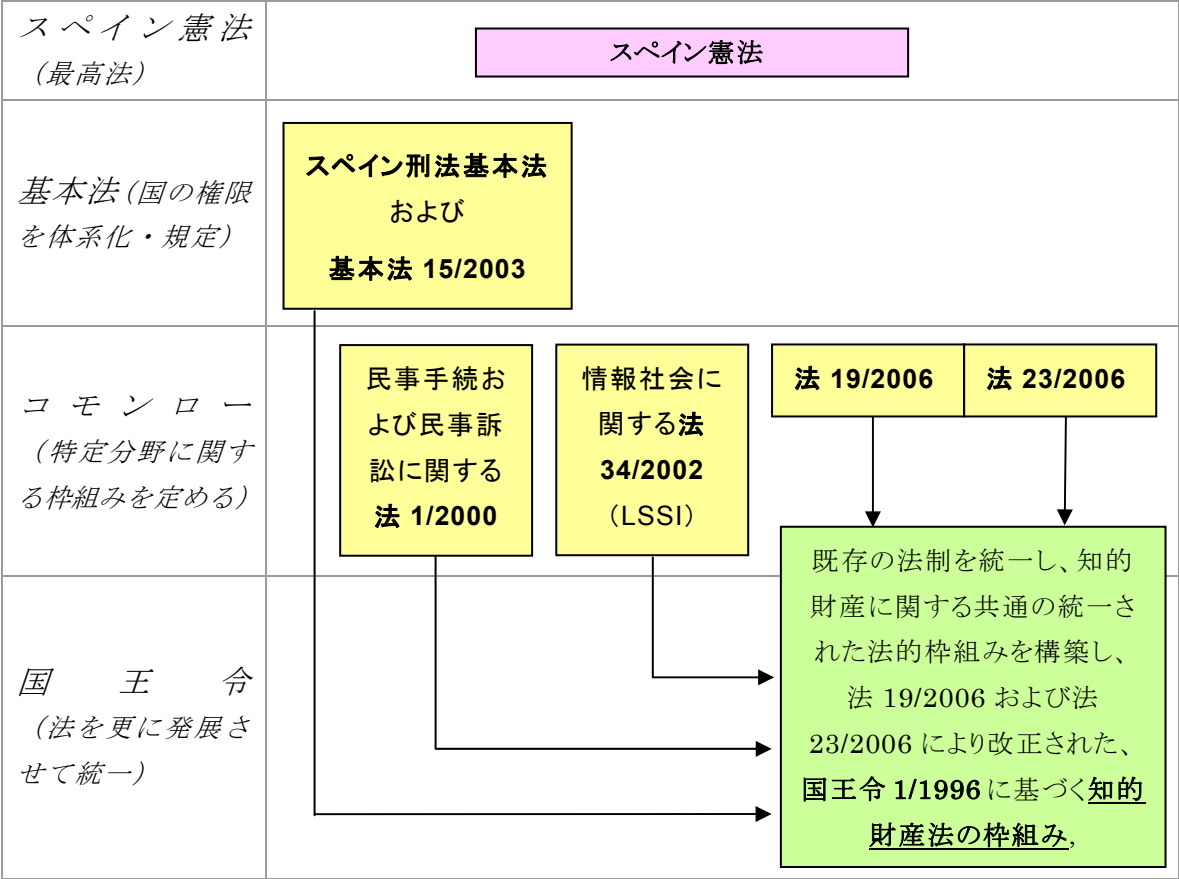 スペイン憲法
（最高法）
スペイン憲法
基本法（国の権限
を体系化・規定）
スペイン刑法基本法
および
基本法 15/2003
コモンロー
（特定分野に関す
る枠組みを定める）
民事手続お
よび民事訴
訟に関する
法 1/2000
情報社会に
関する法
34/2002
（LSSI）
法 19/2006
法 23/2006
国王令
（法を更に発展さ
せて統一）
既存の法制を統一し、知的
財産に関する共通の統一さ
れた法的枠組みを構築し、
法 19/2006 および法
23/2006 により改正された、
国王令 1/1996 に基づく知的
財産法の枠組み,